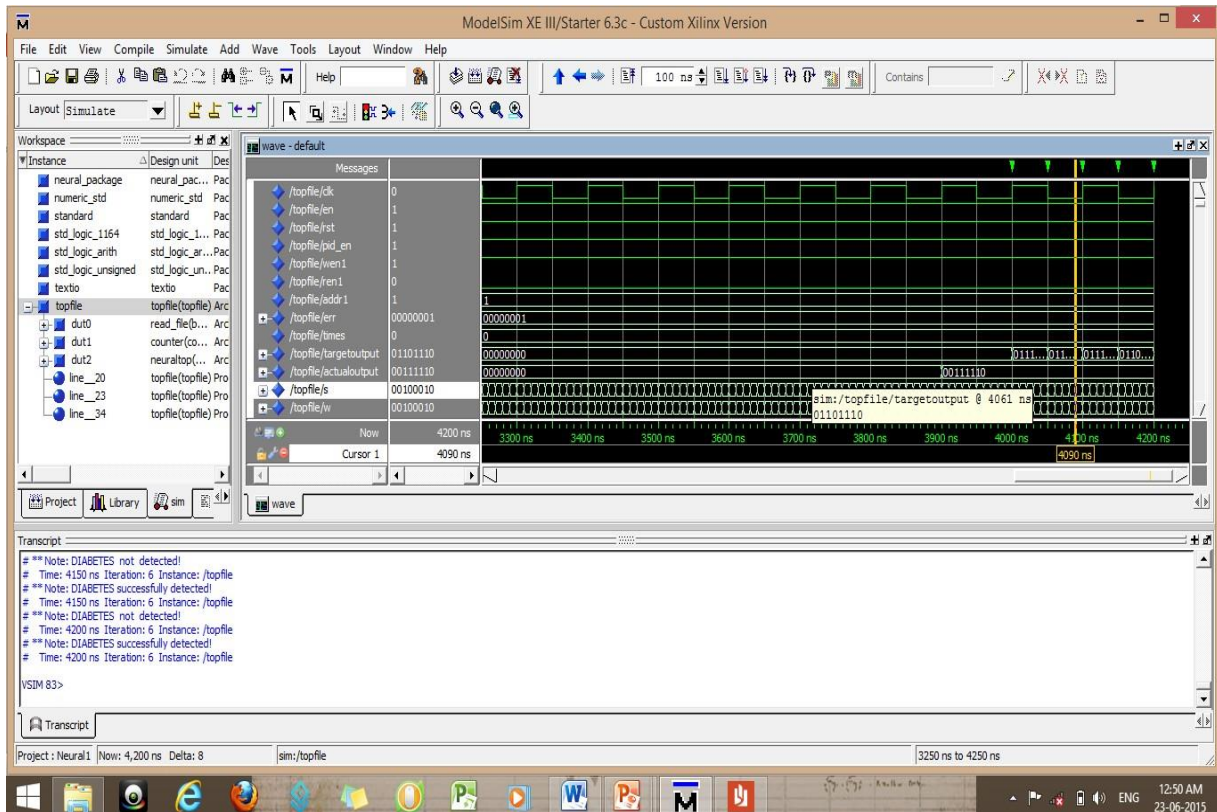 ModelSim XE III/Starter 6.3c - Custom Xilinx Version
File Edit View Compile Simulate Add Wave Tools Layout Window Help
Help 100 ns Contains
Layout Simulate
Workspace
Instance Design unit Des
neural_package neural_pac... Pac
numeric_std numeric_std Pac
standard standard Pac
std_logic_1164 std_logic_1... Pac
std_logic_arith std_logic_ar... Pac
std_logic_unsigned std_logic_un... Pac
textio textio Pac
topfile topfile(topfile) Arc
dut0 read_file(b... Arc
dut1 counter(co... Arc
dut2 neuraltop(... Arc
line__20 topfile(topfile) Pro
line__23 topfile(topfile) Pro
line__34 topfile(topfile) Pro
Project Library sim
wave - default
Messages
/topfile/clk 0
/topfile/en 1
/topfile/rst 1
/topfile/pid_en 1
/topfile/wen1 1
/topfile/ren1 0
/topfile/addr1 1 1
/topfile/err 00000001 00000001
/topfile/times 0 0
/topfile/targetoutput 01101110 00000000 0111... 011... 0111... 0110...
/topfile/actualoutput 00111110 00000000 00111110
/topfile/s 00100010
/topfile/w 00100010
sim:/topfile/targetoutput @ 4061 ns
01101110
Now 4200 ns 3300 ns 3400 ns 3500 ns 3600 ns 3700 ns 3800 ns 3900 ns 4000 ns 4100 ns 4200 ns
Cursor 1 4090 ns 4090 ns
wave
Transcript
# ** Note: DIABETES not detected!
# Time: 4150 ns Iteration: 6 Instance: /topfile
# ** Note: DIABETES successfully detected!
# Time: 4150 ns Iteration: 6 Instance: /topfile
# ** Note: DIABETES not detected!
# Time: 4200 ns Iteration: 6 Instance: /topfile
# ** Note: DIABETES successfully detected!
# Time: 4200 ns Iteration: 6 Instance: /topfile
VSIM 83>
Transcript
Project : Neural1 Now: 4,200 ns Delta: 8 sim:/topfile 3250 ns to 4250 ns
ENG 12:50 AM
23-06-2015